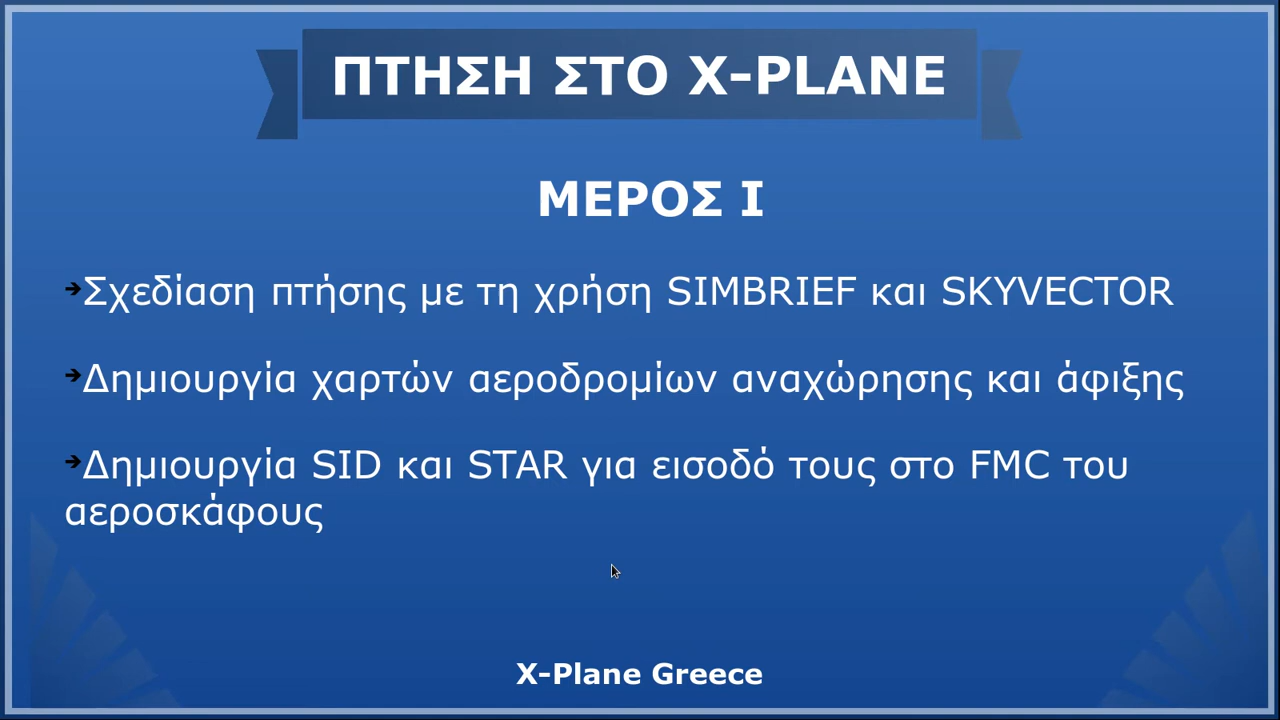 ΠΤΗΣΗ ΣΤΟ X-PLANE
ΜΕΡΟΣ Ι
➔Σχεδίαση πτήσης με τη χρήση SIMBRIEF και SKYVECTOR
➔Δημιουργία χαρτών αεροδρομίων αναχώρησης και άφιξης
➔Δημιουργία SID και STAR για εισοδό τους στο FMC του
αεροσκάφους
X-Plane Greece